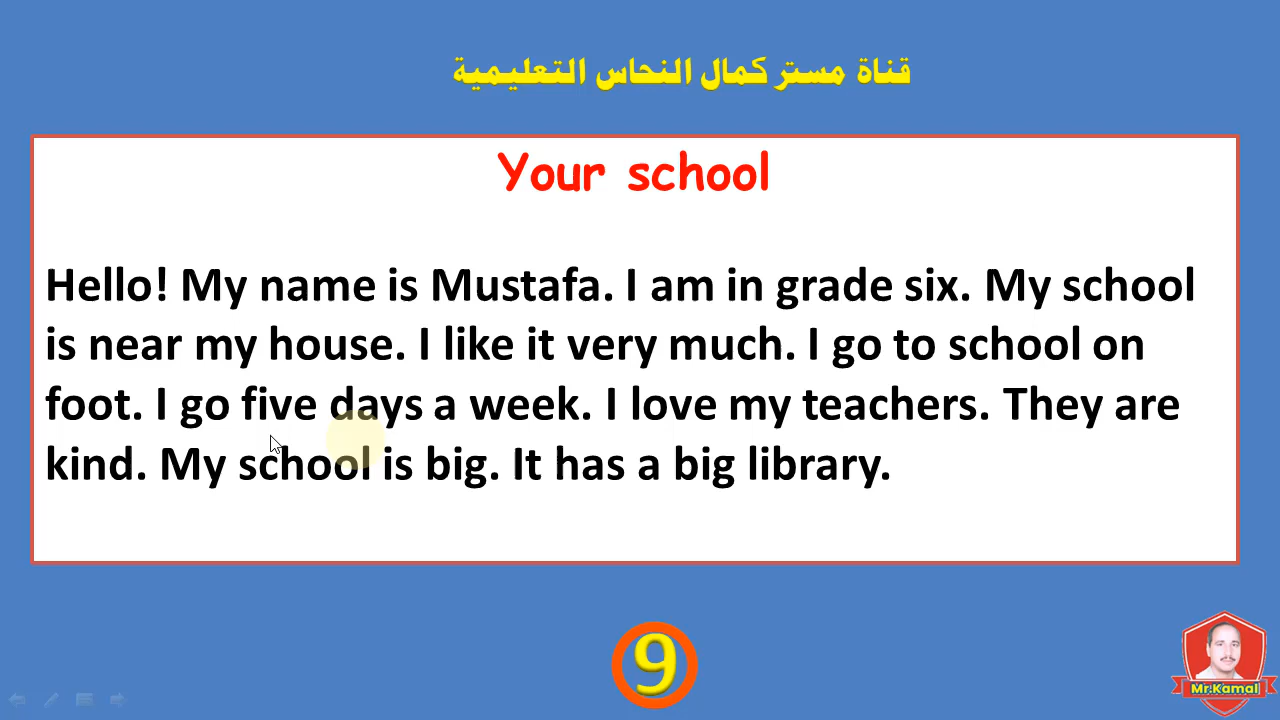 قناة مستر كمال النحاس التعليمية
Your school
Hello! My name is Mustafa. I am in grade six. My school
is near my house. I like it very much. I go to school on
foot. I go five days a week. I love my teachers. They are
kind. My school is big. It has a big library.
9
Mr.Kamal